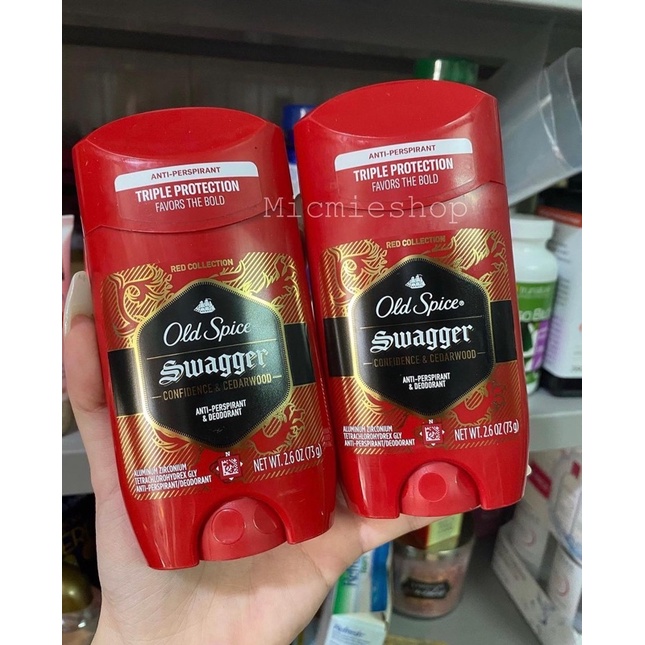 ANTI-PERSPIRANT
TRIPLE PROTECTION
FAVORS THE BOLD
RED COLLECTION
Old Spice
Swagger
CONFIDENCE & CEDARWOOD
ANTI-PERSPIRANT
& DEODORANT
ALUMINUM ZIRCONIUM
TETRACHLOROHYDREX GLY
ANTI-PERSPIRANT/DEODORANT
N
NET WT. 2.6 OZ (73g)
ANTI-PERSPIRANT
TRIPLE PROTECTION
FAVORS THE BOLD
RED COLLECTION
Old Spice®
Swagger
CONFIDENCE & CEDARWOOD
ANTI-PERSPIRANT
& DEODORANT
ALUMINUM ZIRCONIUM
TETRACHLOROHYDREX GLY
ANTI-PERSPIRANT/DEODORANT
N
NET WT. 2.6 OZ (73g)
Micmieshop